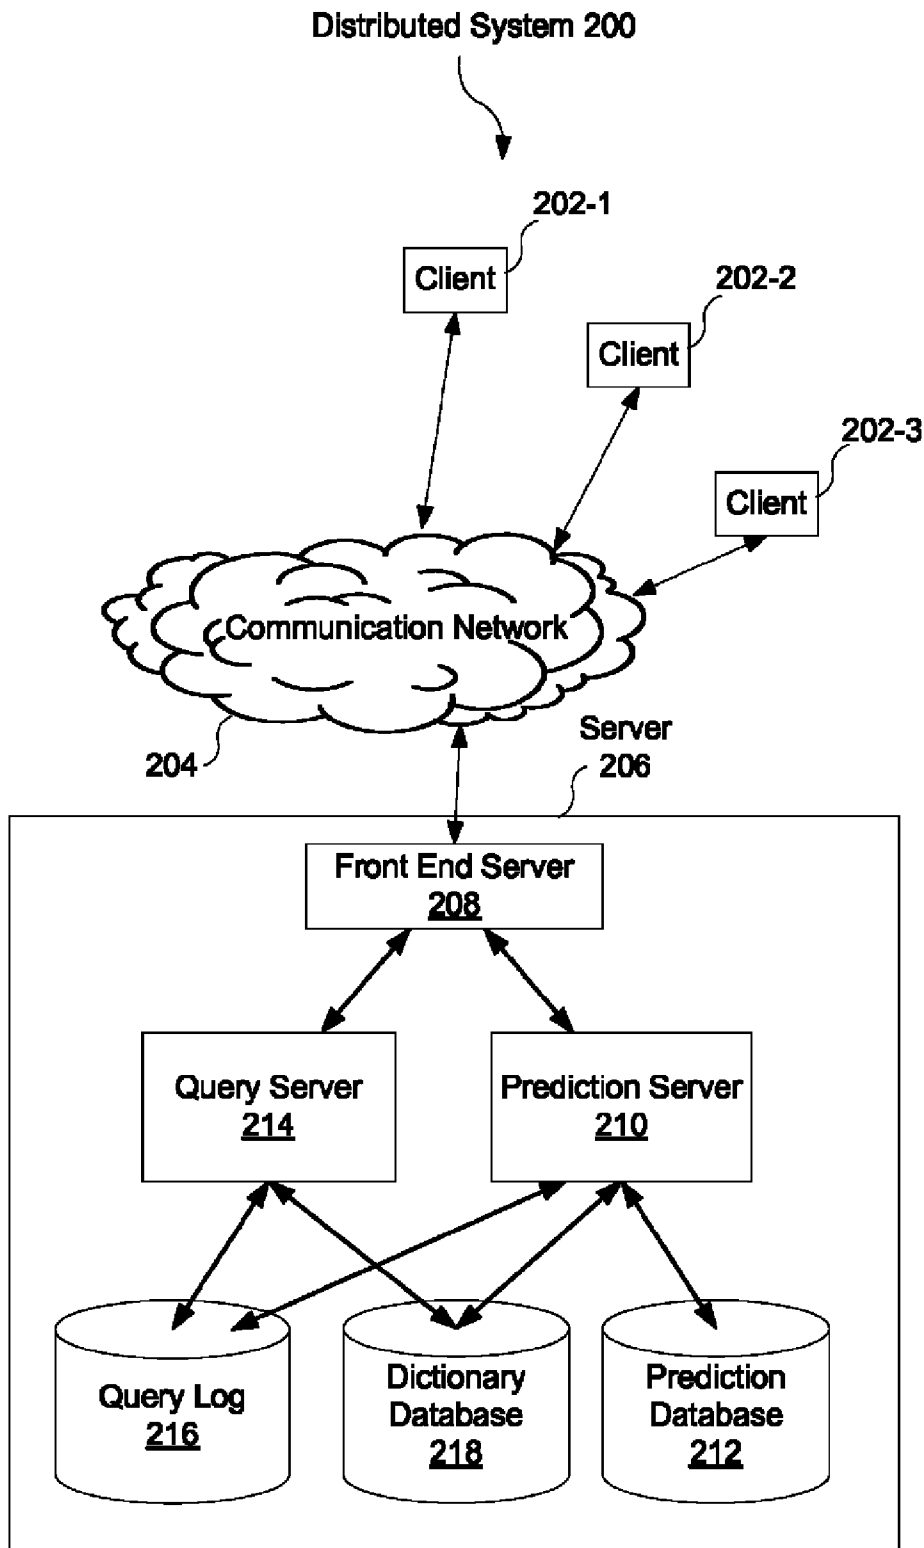 Distributed System 200
202-1
Client
202-2
Client
202-3
Client
Communication Network
204
Server
206
Front End Server
208
Query Server
214
Prediction Server
210
Query Log
216
Dictionary
Database
218
Prediction
Database
212